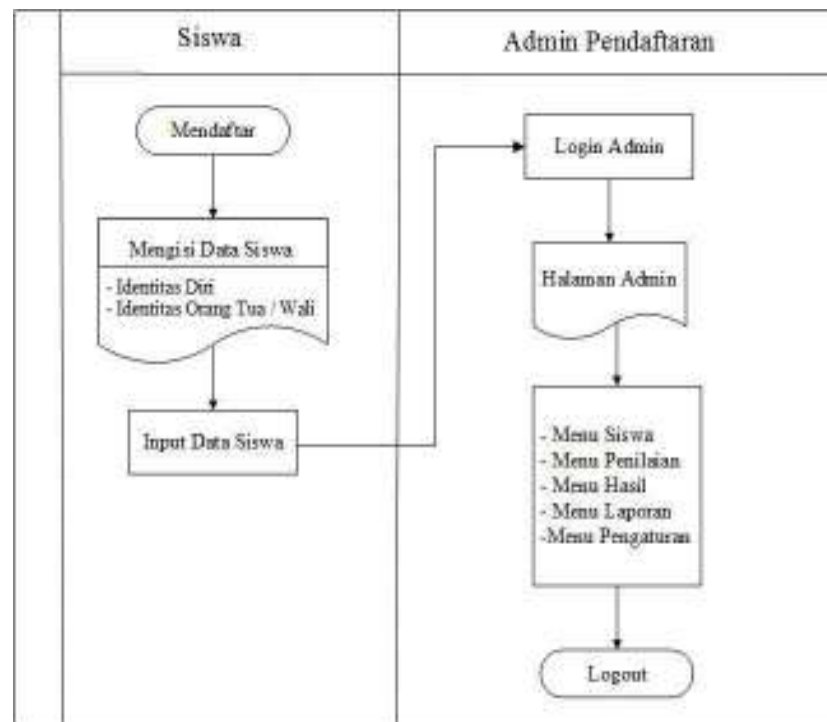 Siswa
Admin Pendaftaran
Mendaftar
Mengisi Data Siswa
- Identitas Diri
- Identitas Orang Tua / Wali
Input Data Siswa
Login Admin
Halaman Admin
- Menu Siswa
- Menu Penilaian
- Menu Hasil
- Menu Laporan
-Menu Pengaturan
Logout